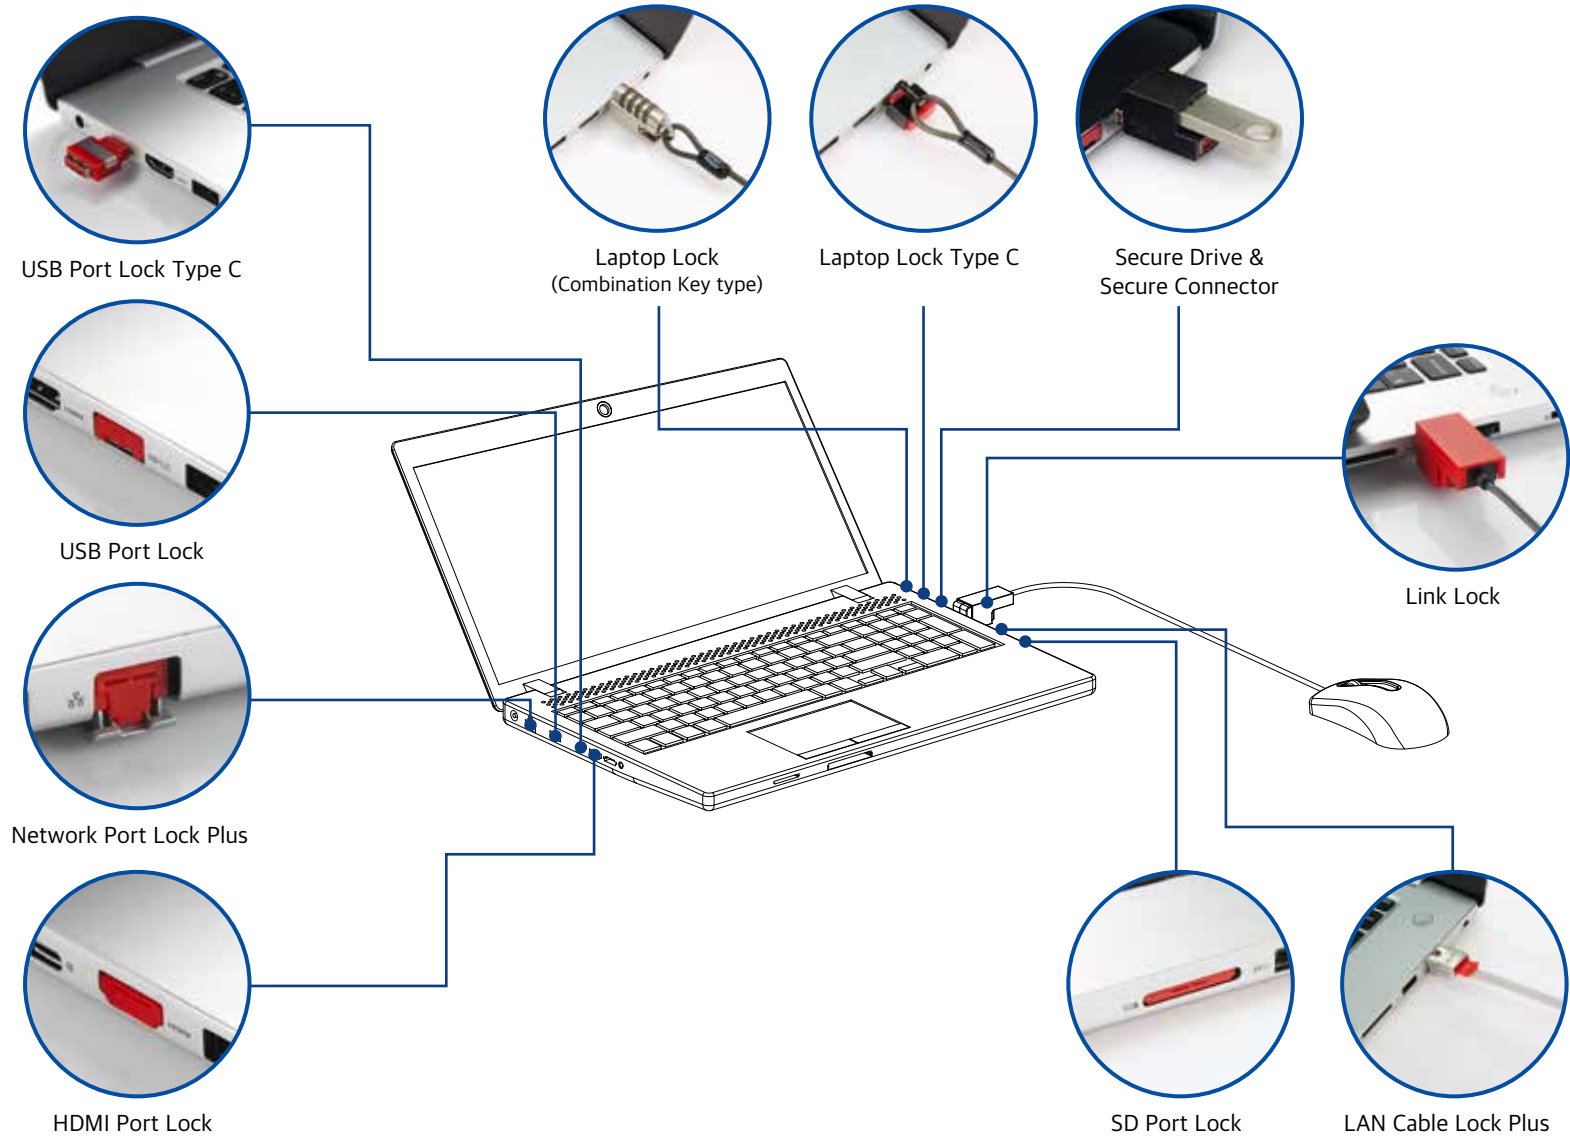 USB Port Lock Type C
Laptop Lock
(Combination Key type)
Laptop Lock Type C
Secure Drive &
Secure Connector
USB Port Lock
Link Lock
Network Port Lock Plus
HDMI Port Lock
SD Port Lock
LAN Cable Lock Plus